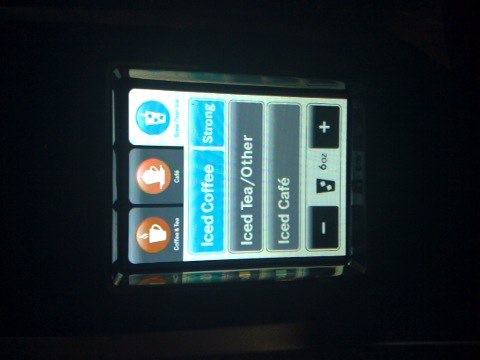 Coffee & Tea
Café
Iced Coffee
Strong
Iced Tea/Other
Iced Café
6oz